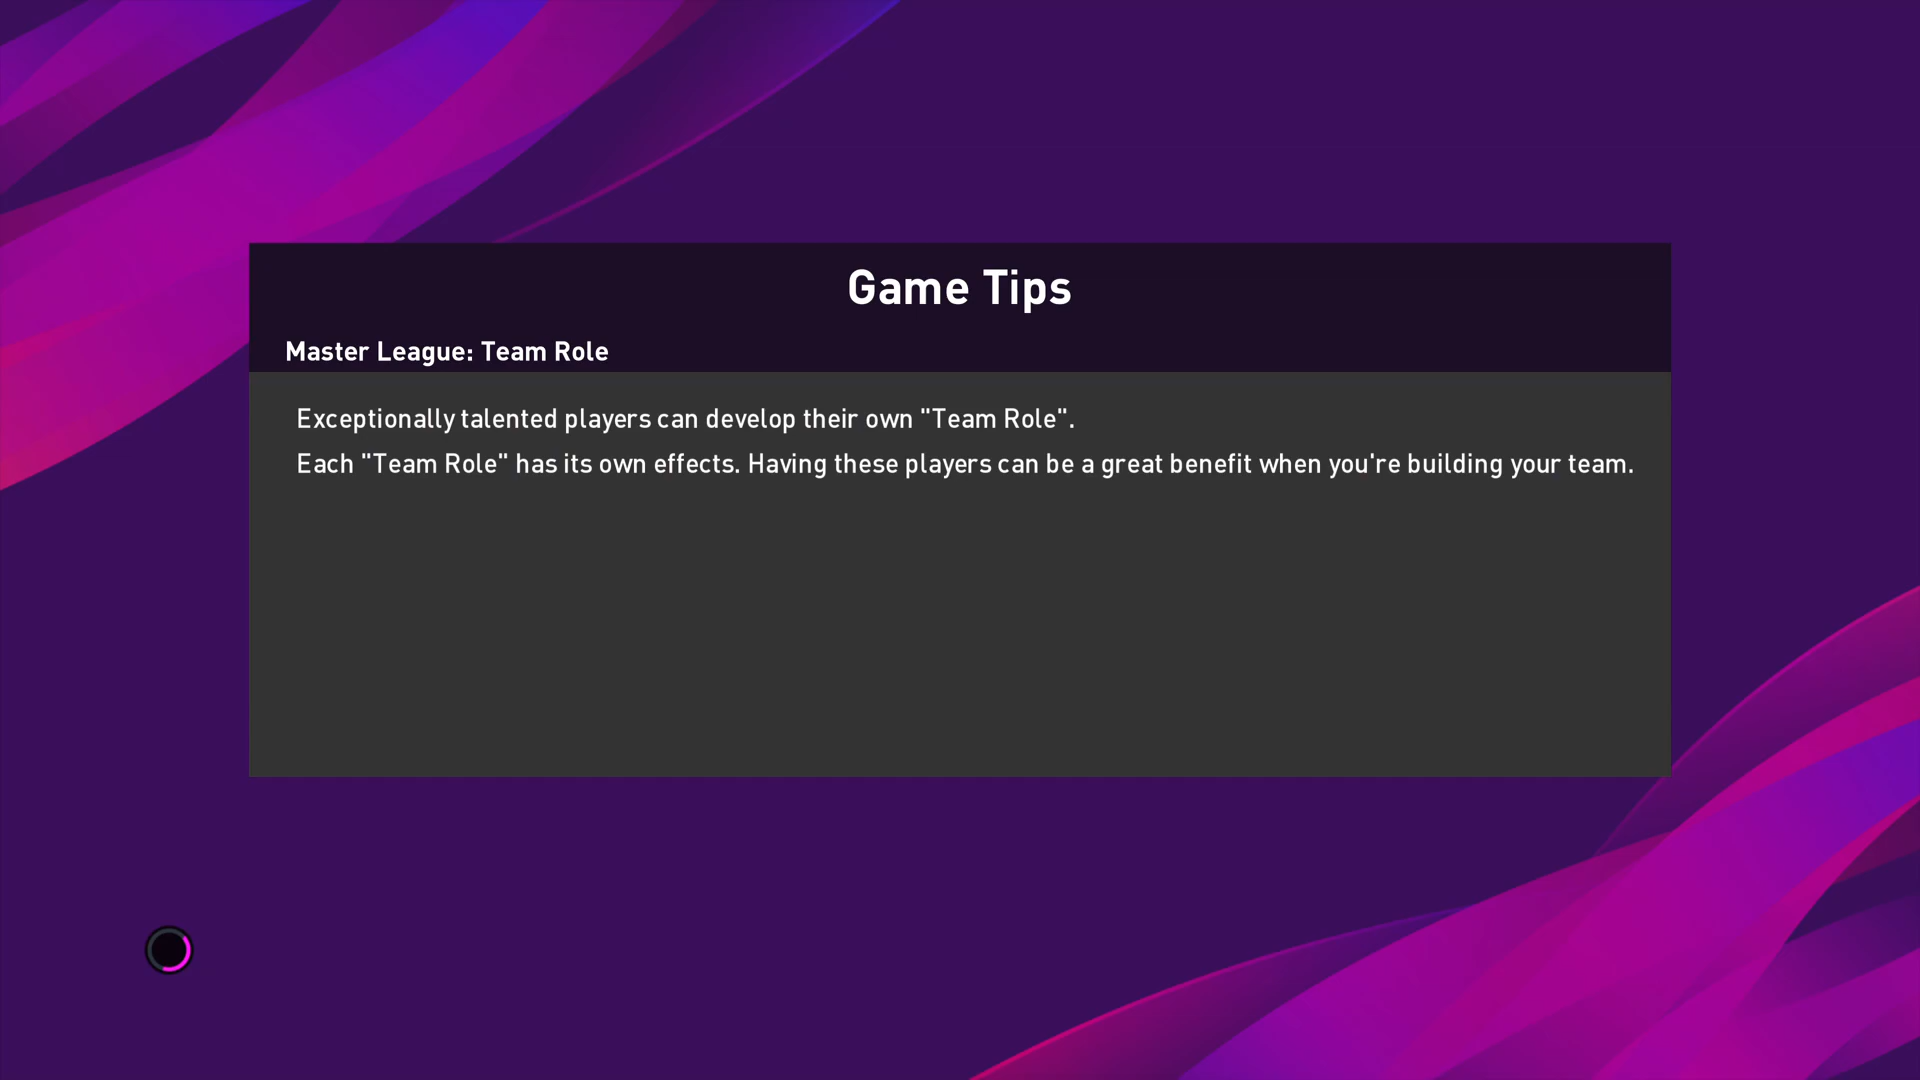 Game Tips
Master League: Team Role
Exceptionally talented players can develop their own "Team Role".
Each "Team Role" has its own effects. Having these players can be a great benefit when you're building your team.